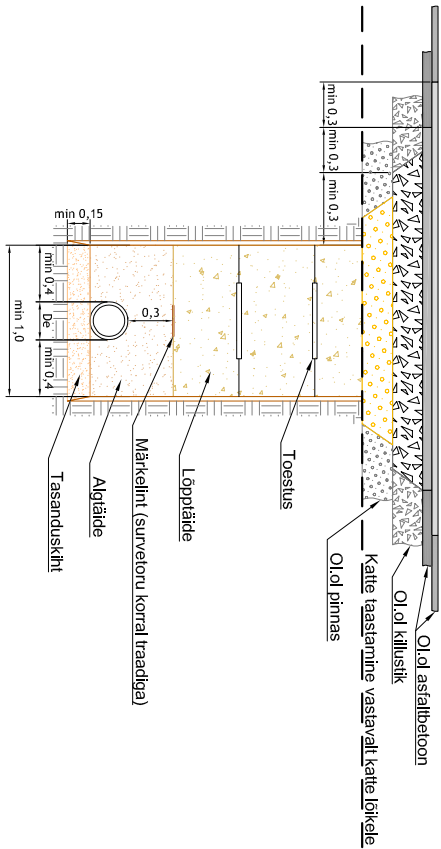 Ol.ol asfaltbetoon
Ol.ol killustik
Katte taastamine vastavalt katte lõikele
Ol.ol pinnas
min 0,3
min 0,3
min 0,3
Toestus
Lõpptäide
Märkelint (survetoru korral traadiga)
0,3
Algtäide
Tasanduskiht
min 0,15
min 0,4
De
min 0,4
min 1,0